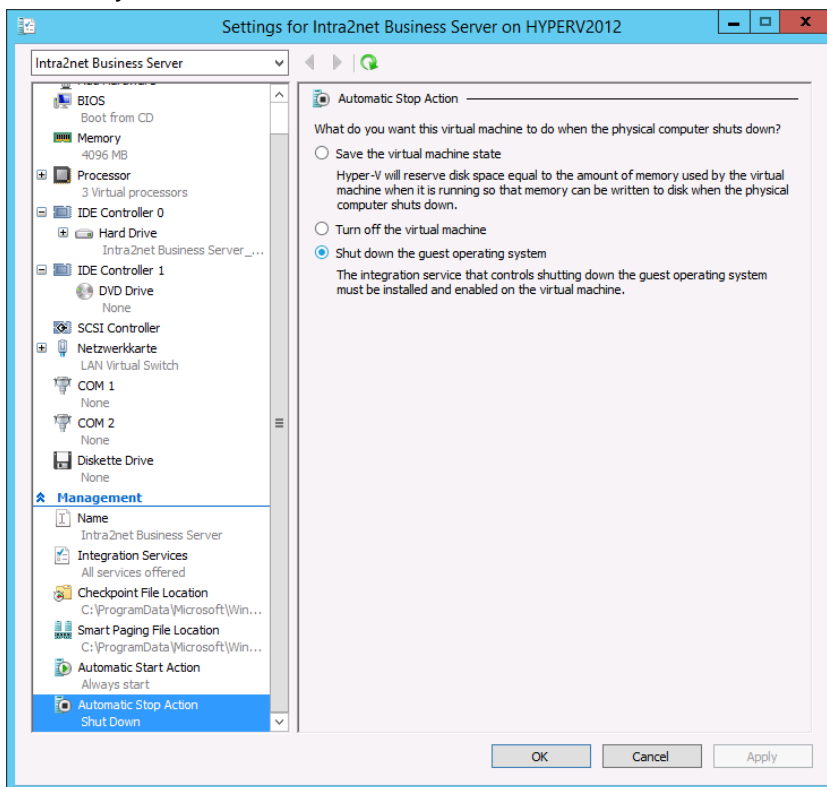 Settings for Intra2net Business Server on HYPERV2012
Intra2net Business Server
BIOS
Boot from CD
Memory
4096 MB
Processor
3 Virtual processors
IDE Controller 0
Hard Drive
Intra2net Business Server_...
IDE Controller 1
DVD Drive
None
SCSI Controller
Netzwerkkarte
LAN Virtual Switch
COM 1
None
COM 2
None
Diskette Drive
None
Management
Name
Intra2net Business Server
Integration Services
All services offered
Checkpoint File Location
C:\ProgramData\Microsoft\Win...
Smart Paging File Location
C:\ProgramData\Microsoft\Win...
Automatic Start Action
Always start
Automatic Stop Action
Shut Down
Automatic Stop Action
What do you want this virtual machine to do when the physical computer shuts down?
Save the virtual machine state
Hyper-V will reserve disk space equal to the amount of memory used by the virtual
machine when it is running so that memory can be written to disk when the physical
computer shuts down.
Turn off the virtual machine
Shut down the guest operating system
The integration service that controls shutting down the guest operating system
must be installed and enabled on the virtual machine.
OK
Cancel
Apply